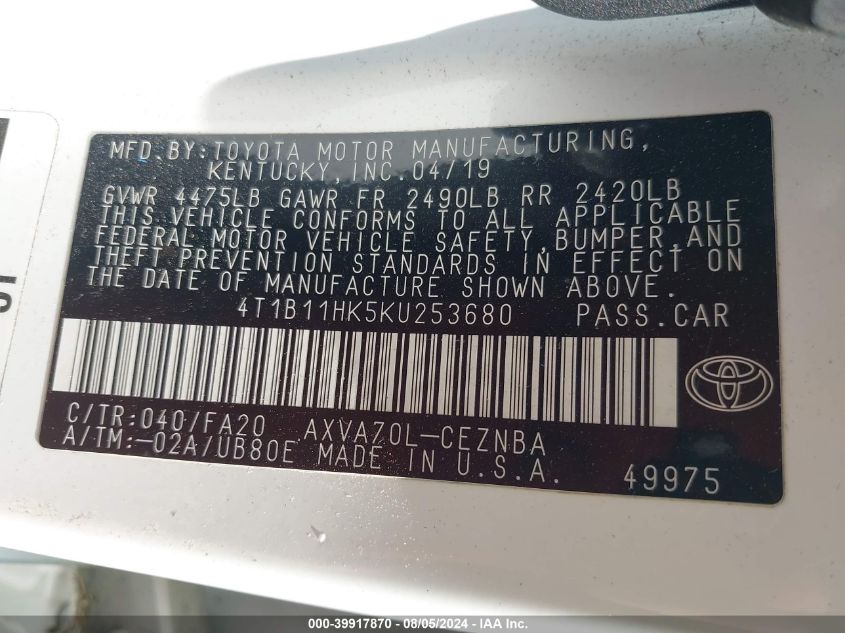 MFD.BY:TOYOTA MOTOR MANUFACTURING,
KENTUCKY, INC. 04/19
GVWR 4475LB GAWR FR 2490LB RR 2420LB
THIS VEHICLE CONFORMS TO ALL APPLICABLE
FEDERAL MOTOR VEHICLE SAFETY,BUMPER,AND
THEFT PREVENTION STANDARDS IN EFFECT ON
THE DATE OF MANUFACTURE SHOWN ABOVE.
4T1B11HK5KU253680 PASS.CAR
C/TR:040/FA20 AXVA70L-CEZNBA
A/TM:-02A/UB80E MADE IN U.S.A.
49975
000-39917870 - 08/05/2024 - IAA Inc.